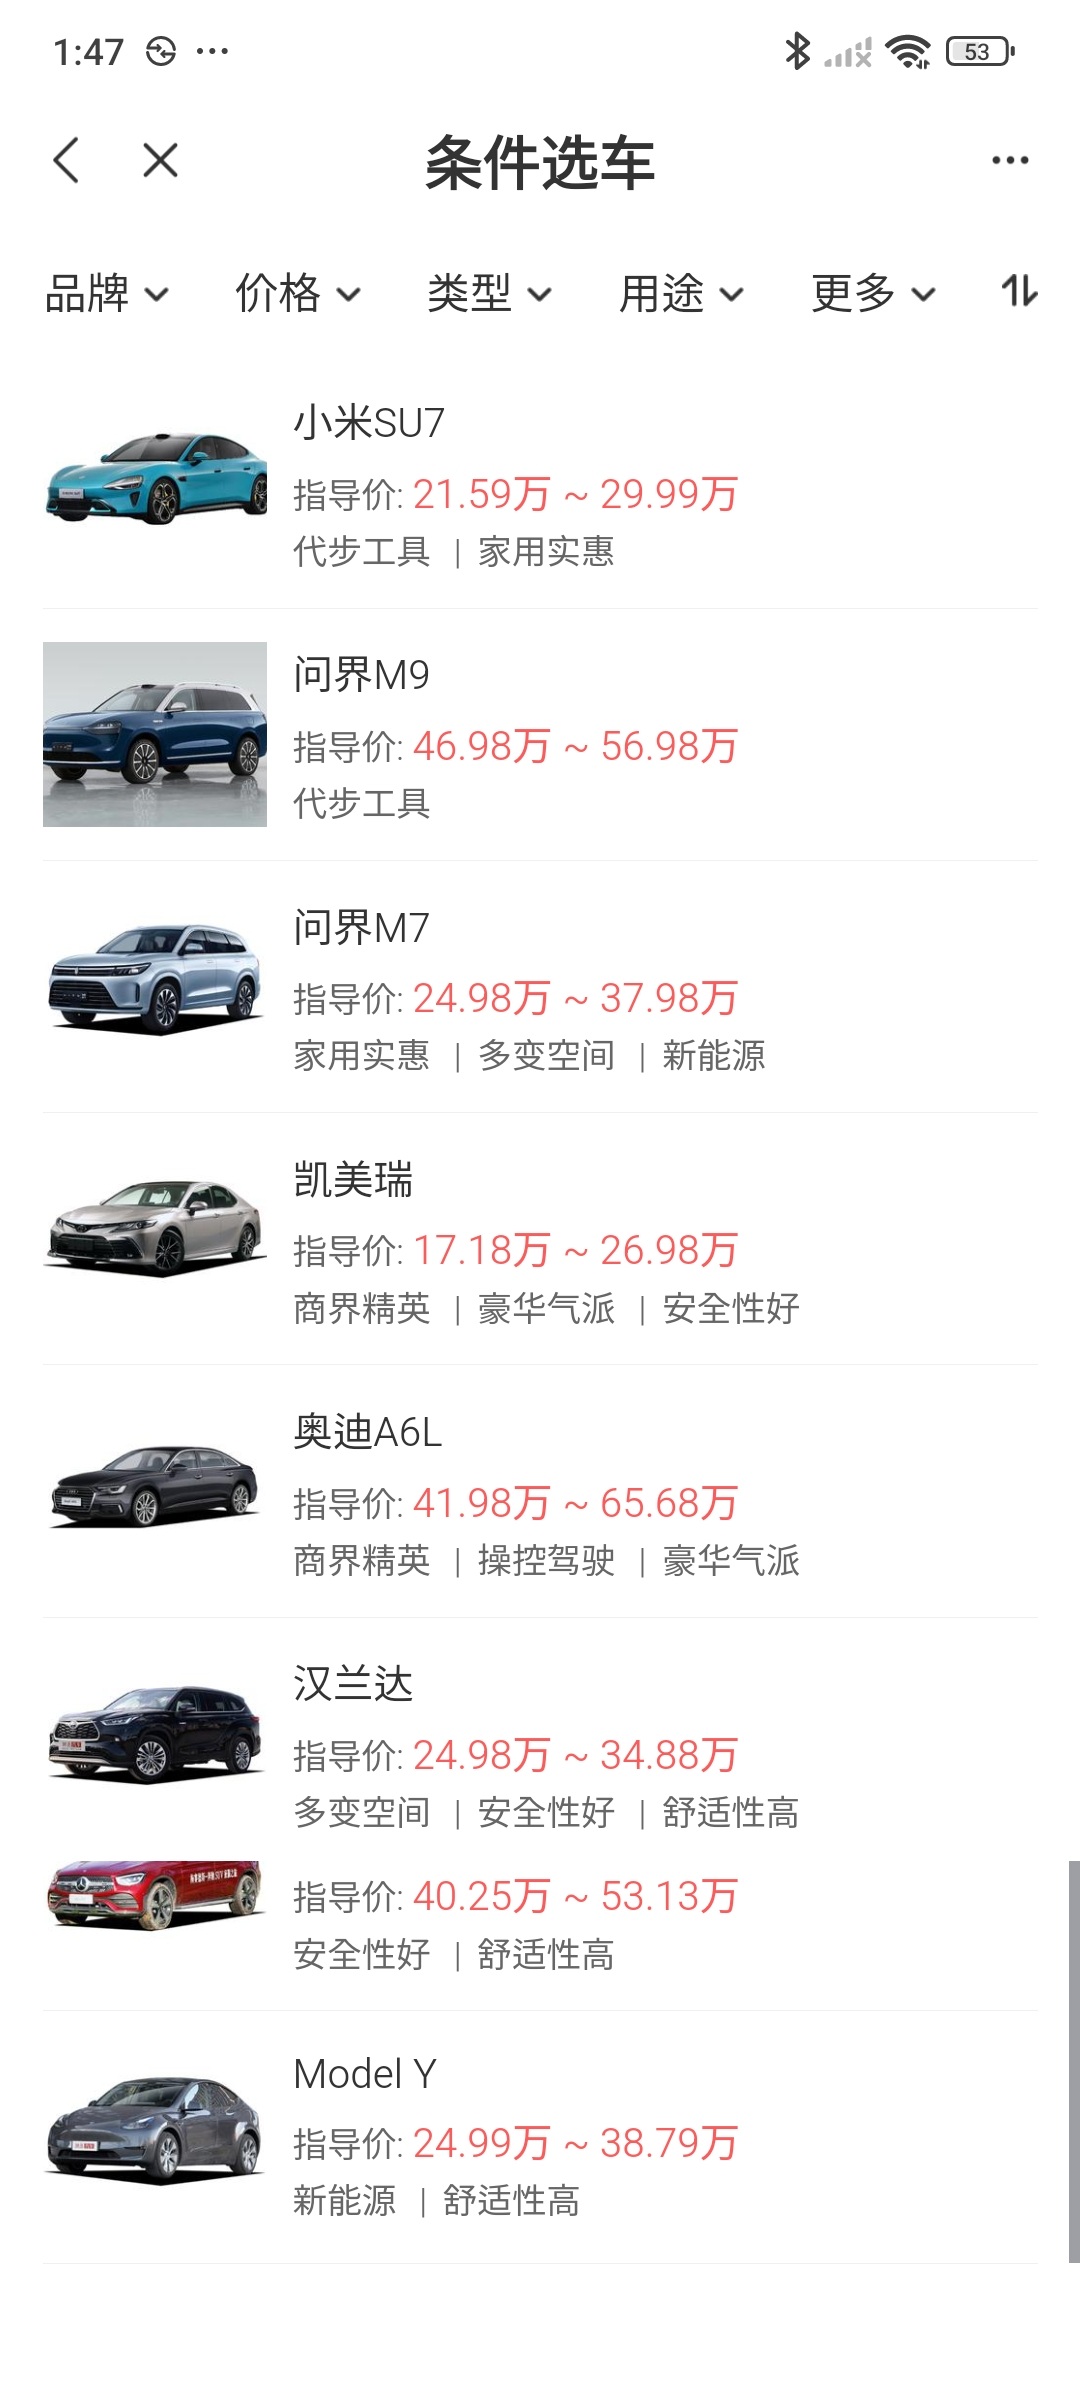 1:47
53
条件选车
品牌 价格 类型 用途 更多
小米SU7
指导价: 21.59万 ~ 29.99万
代步工具 | 家用实惠
问界M9
指导价: 46.98万 ~ 56.98万
代步工具
问界M7
指导价: 24.98万 ~ 37.98万
家用实惠 | 多变空间 | 新能源
凯美瑞
指导价: 17.18万 ~ 26.98万
商界精英 | 豪华气派 | 安全性好
奥迪A6L
指导价: 41.98万 ~ 65.68万
商界精英 | 操控驾驶 | 豪华气派
汉兰达
指导价: 24.98万 ~ 34.88万
多变空间 | 安全性好 | 舒适性高
指导价: 40.25万 ~ 53.13万
安全性好 | 舒适性高
Model Y
指导价: 24.99万 ~ 38.79万
新能源 | 舒适性高